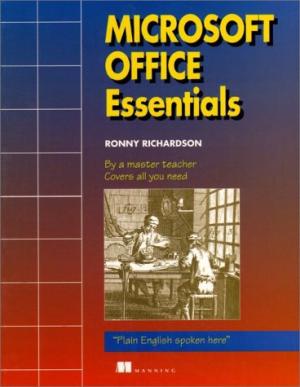 MICROSOFT
OFFICE
Essentials
RONNY RICHARDSON
By a master teacher
Covers all you need
"Plain English spoken here"
MANNING